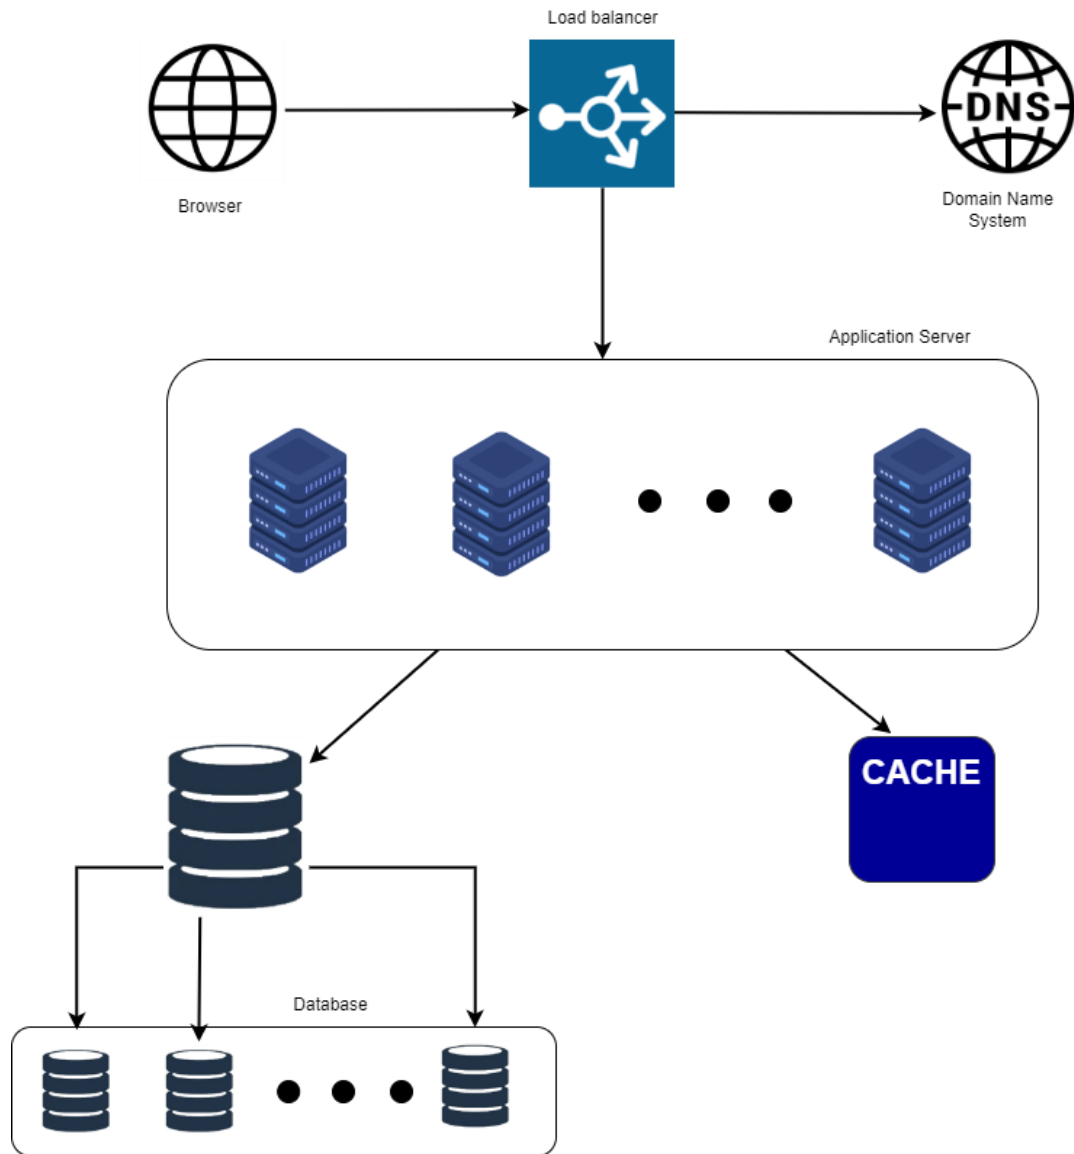 Load balancer
DNS
Browser
Domain Name
System
Application Server
CACHE
Database